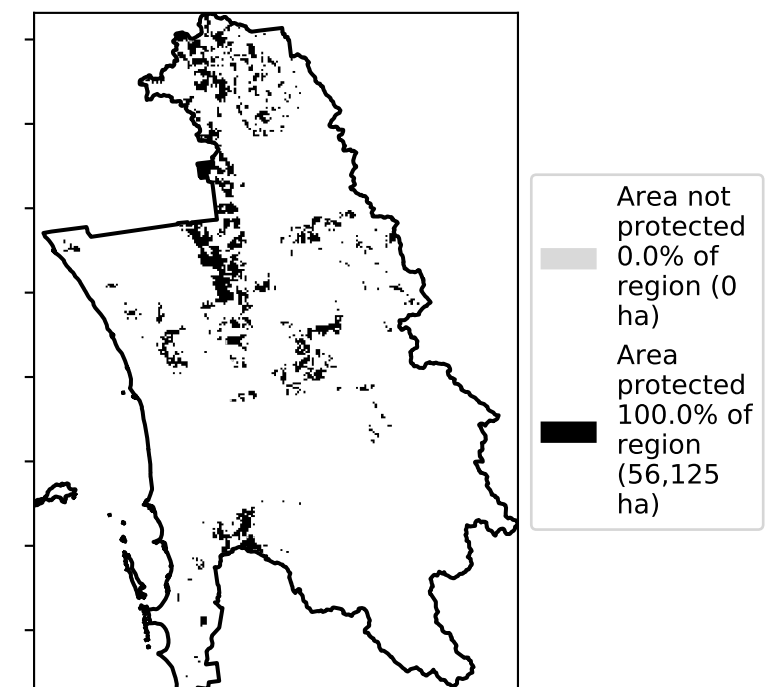 Area not
protected
0.0% of
region (0
ha)
Area
protected
100.0% of
region
(56,125
ha)